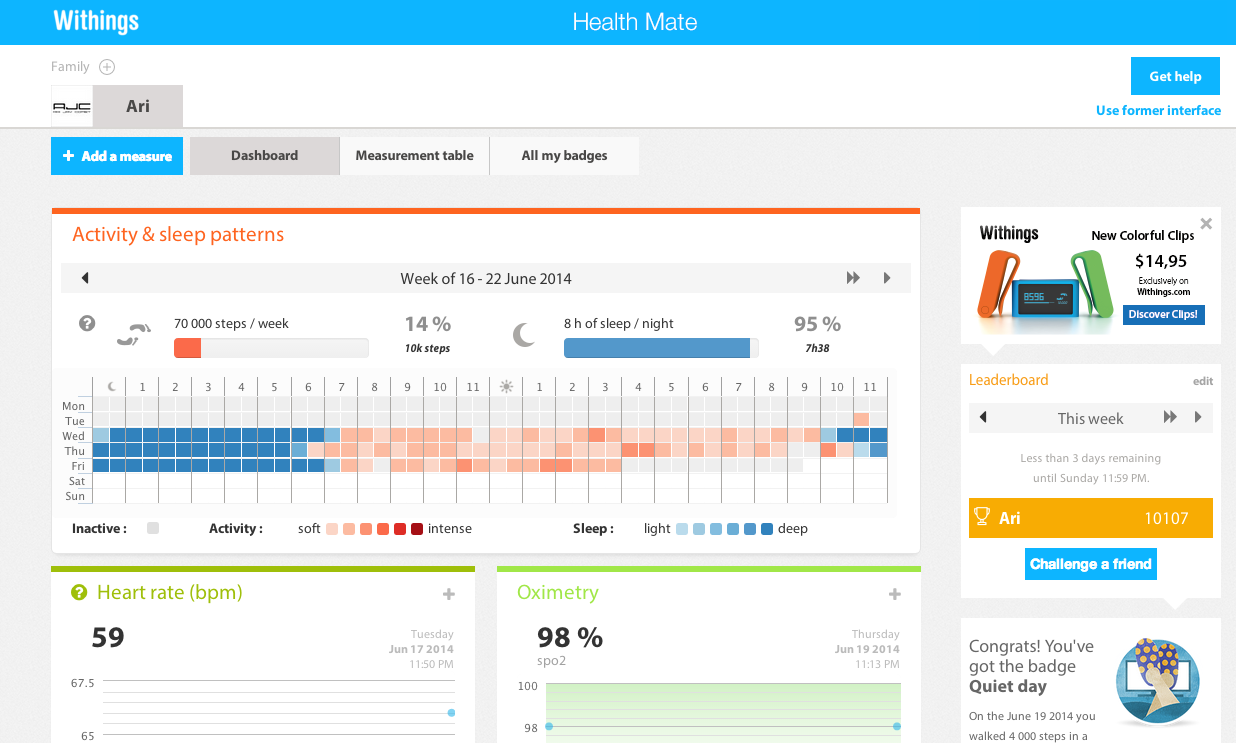 Withings
Health Mate
Family
Get help
AJC
Ari
Use former interface
+ Add a measure
Dashboard
Measurement table
All my badges
Activity & sleep patterns
Week of 16 - 22 June 2014
? 70 000 steps / week
14 %
10k steps
8 h of sleep / night
95 %
7h38
1 2 3 4 5 6 7 8 9 10 11 1 2 3 4 5 6 7 8 9 10 11
Mon
Tue
Wed
Thu
Fri
Sat
Sun
Inactive :
Activity : soft intense
Sleep : light deep
Withings
New Colorful Clips
$14,95
Exclusively on
Withings.com
8596
Discover Clips!
Leaderboard
edit
This week
Less than 3 days remaining
until Sunday 11:59 PM.
Ari 10107
Challenge a friend
? Heart rate (bpm) +
59
Tuesday
Jun 17 2014
11:50 PM
67.5
65
Oximetry +
98 %
spo2
Thursday
Jun 19 2014
11:13 PM
100
98
Congrats! You've
got the badge
Quiet day
On the June 19 2014 you
walked 4 000 steps in a